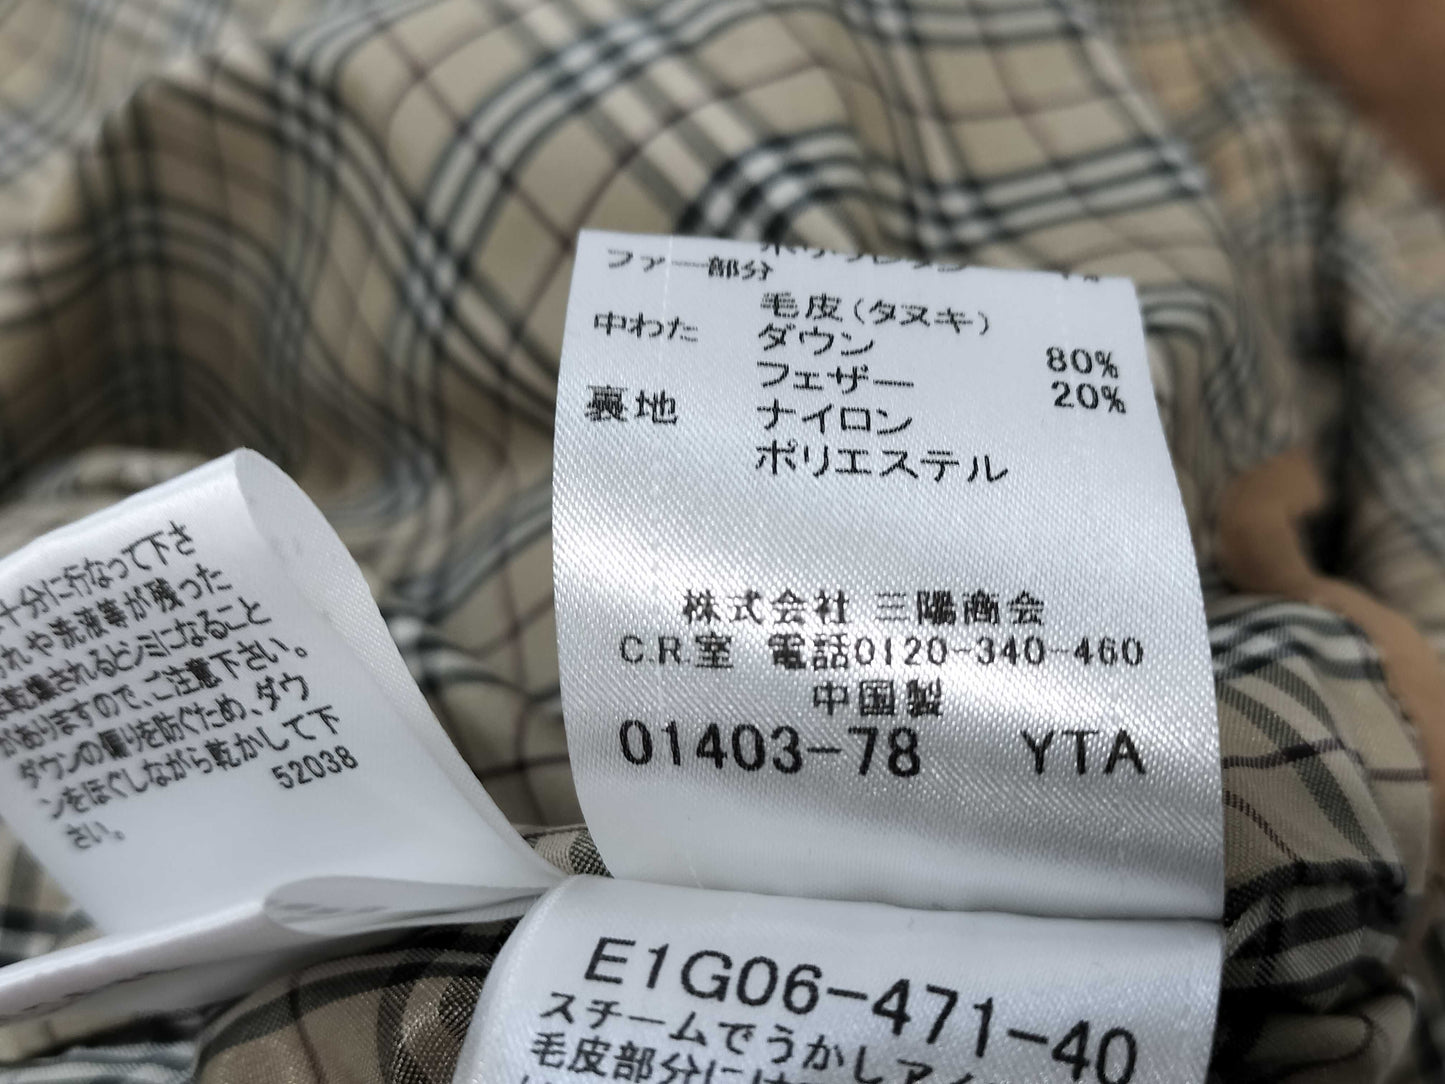 ファー部分
毛皮(タヌキ)
中わた ダウン 80%
フェザー 20%
裏地 ナイロン
ポリエステル
株式会社 三陽商会
C.R.室 電話0120-340-460
中国製
01403-78 YTA
十分に行なって下さ
れや洗液等が残った
乾燥されるとシミになること
がありますので、ご注意下さい。
ダウンの偏りを防ぐため、ダウ
ンをほぐしながら乾かして下
さい。
52038
E1G06-471-40
スチームでうかしアイ
毛皮部分には